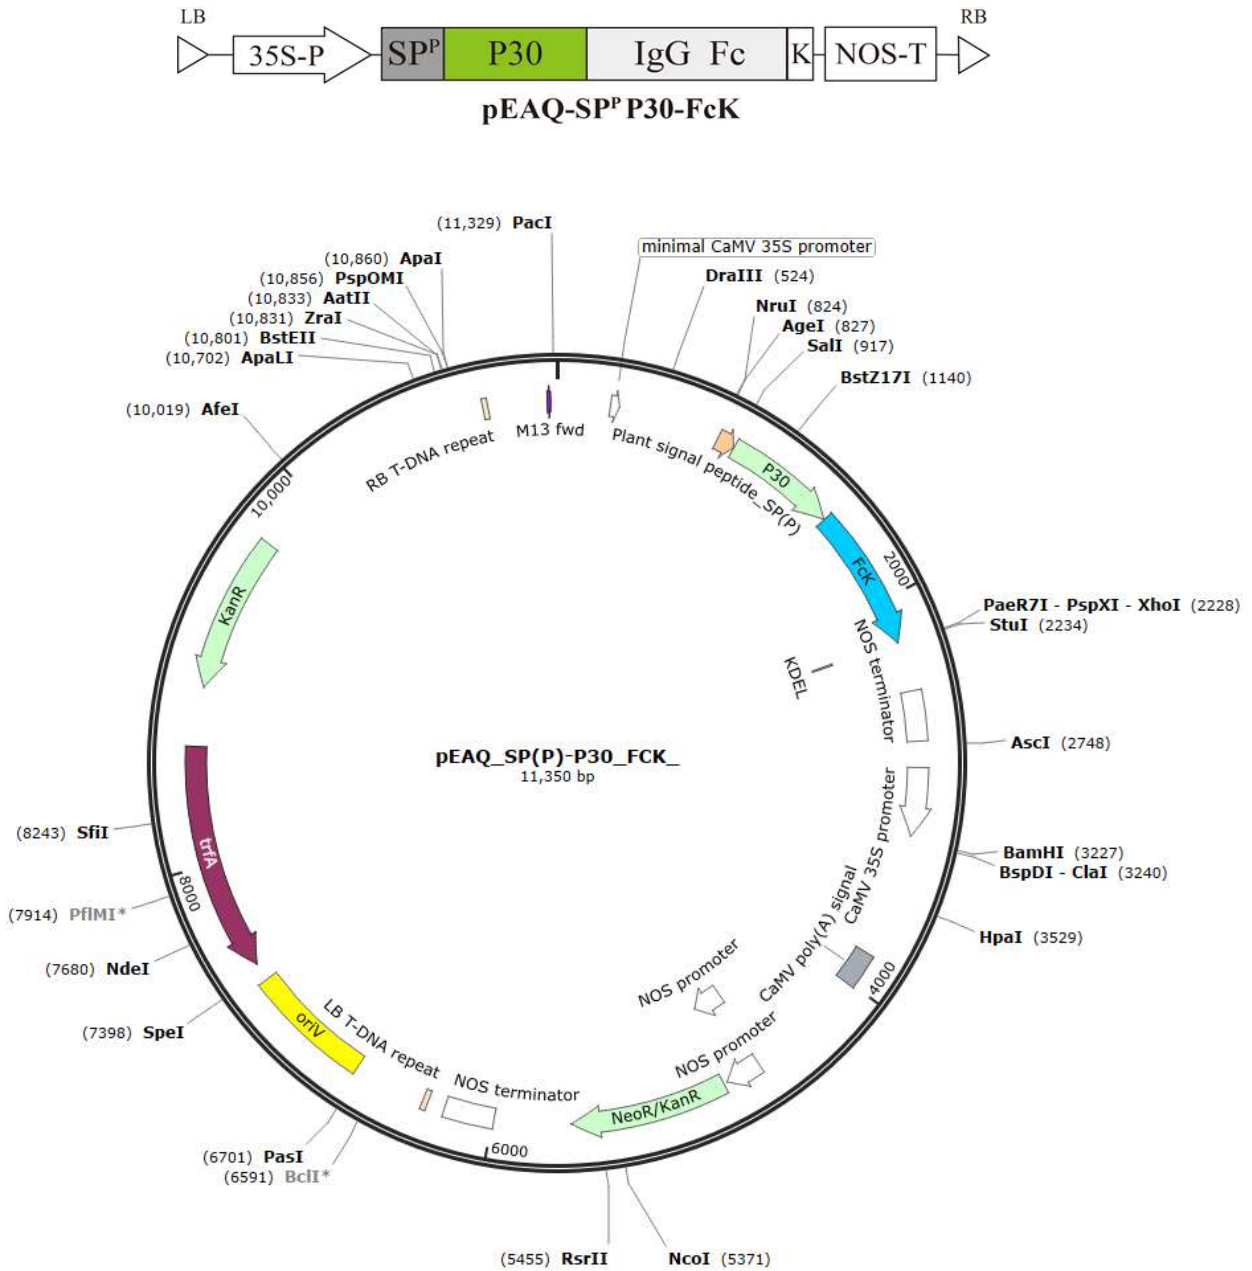 LB
RB
35S-P
SPᴾ
P30
IgG Fc
K
NOS-T
pEAQ-SPᴾ P30-FcK
(11,329) PacI
minimal CaMV 35S promoter
(10,860) ApaI
(10,856) PspOMI
(10,833) AatII
(10,831) ZraI
(10,801) BstEII
(10,702) ApaLI
(10,019) AfeI
DraIII (524)
NruI (824)
AgeI (827)
SalI (917)
BstZ17I (1140)
RB T-DNA repeat
M13 fwd
Plant signal peptide_SP(P)
P30
FcK
2000
10,000
KanR
PaeR7I - PspXI - XhoI (2228)
StuI (2234)
KDEL
NOS terminator
AscI (2748)
pEAQ_SP(P)-P30_FCK_
11,350 bp
CaMV 35S promoter
BamHI (3227)
BspDI - ClaI (3240)
HpaI (3529)
(8243) SfiI
trfA
8000
(7914) PflMI*
(7680) NdeI
(7398) SpeI
CaMV poly(A) signal
4000
NOS promoter
NOS promoter
oriV
LB T-DNA repeat
NOS terminator
NeoR/KanR
6000
(6701) PasI
(6591) BclI*
(5455) RsrII
NcoI (5371)